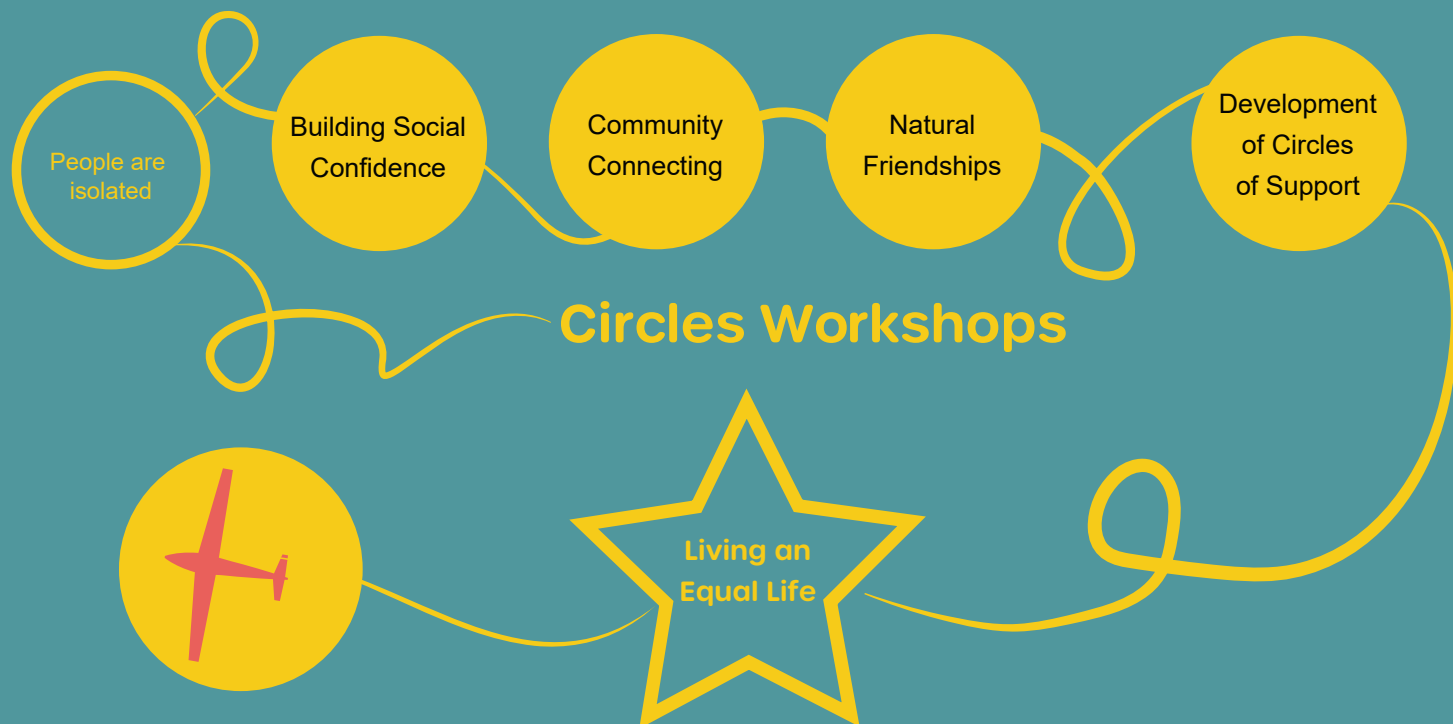 People are
isolated
Building Social
Confidence
Community
Connecting
Natural
Friendships
Development
of Circles
of Support
Circles Workshops
Living an
Equal Life